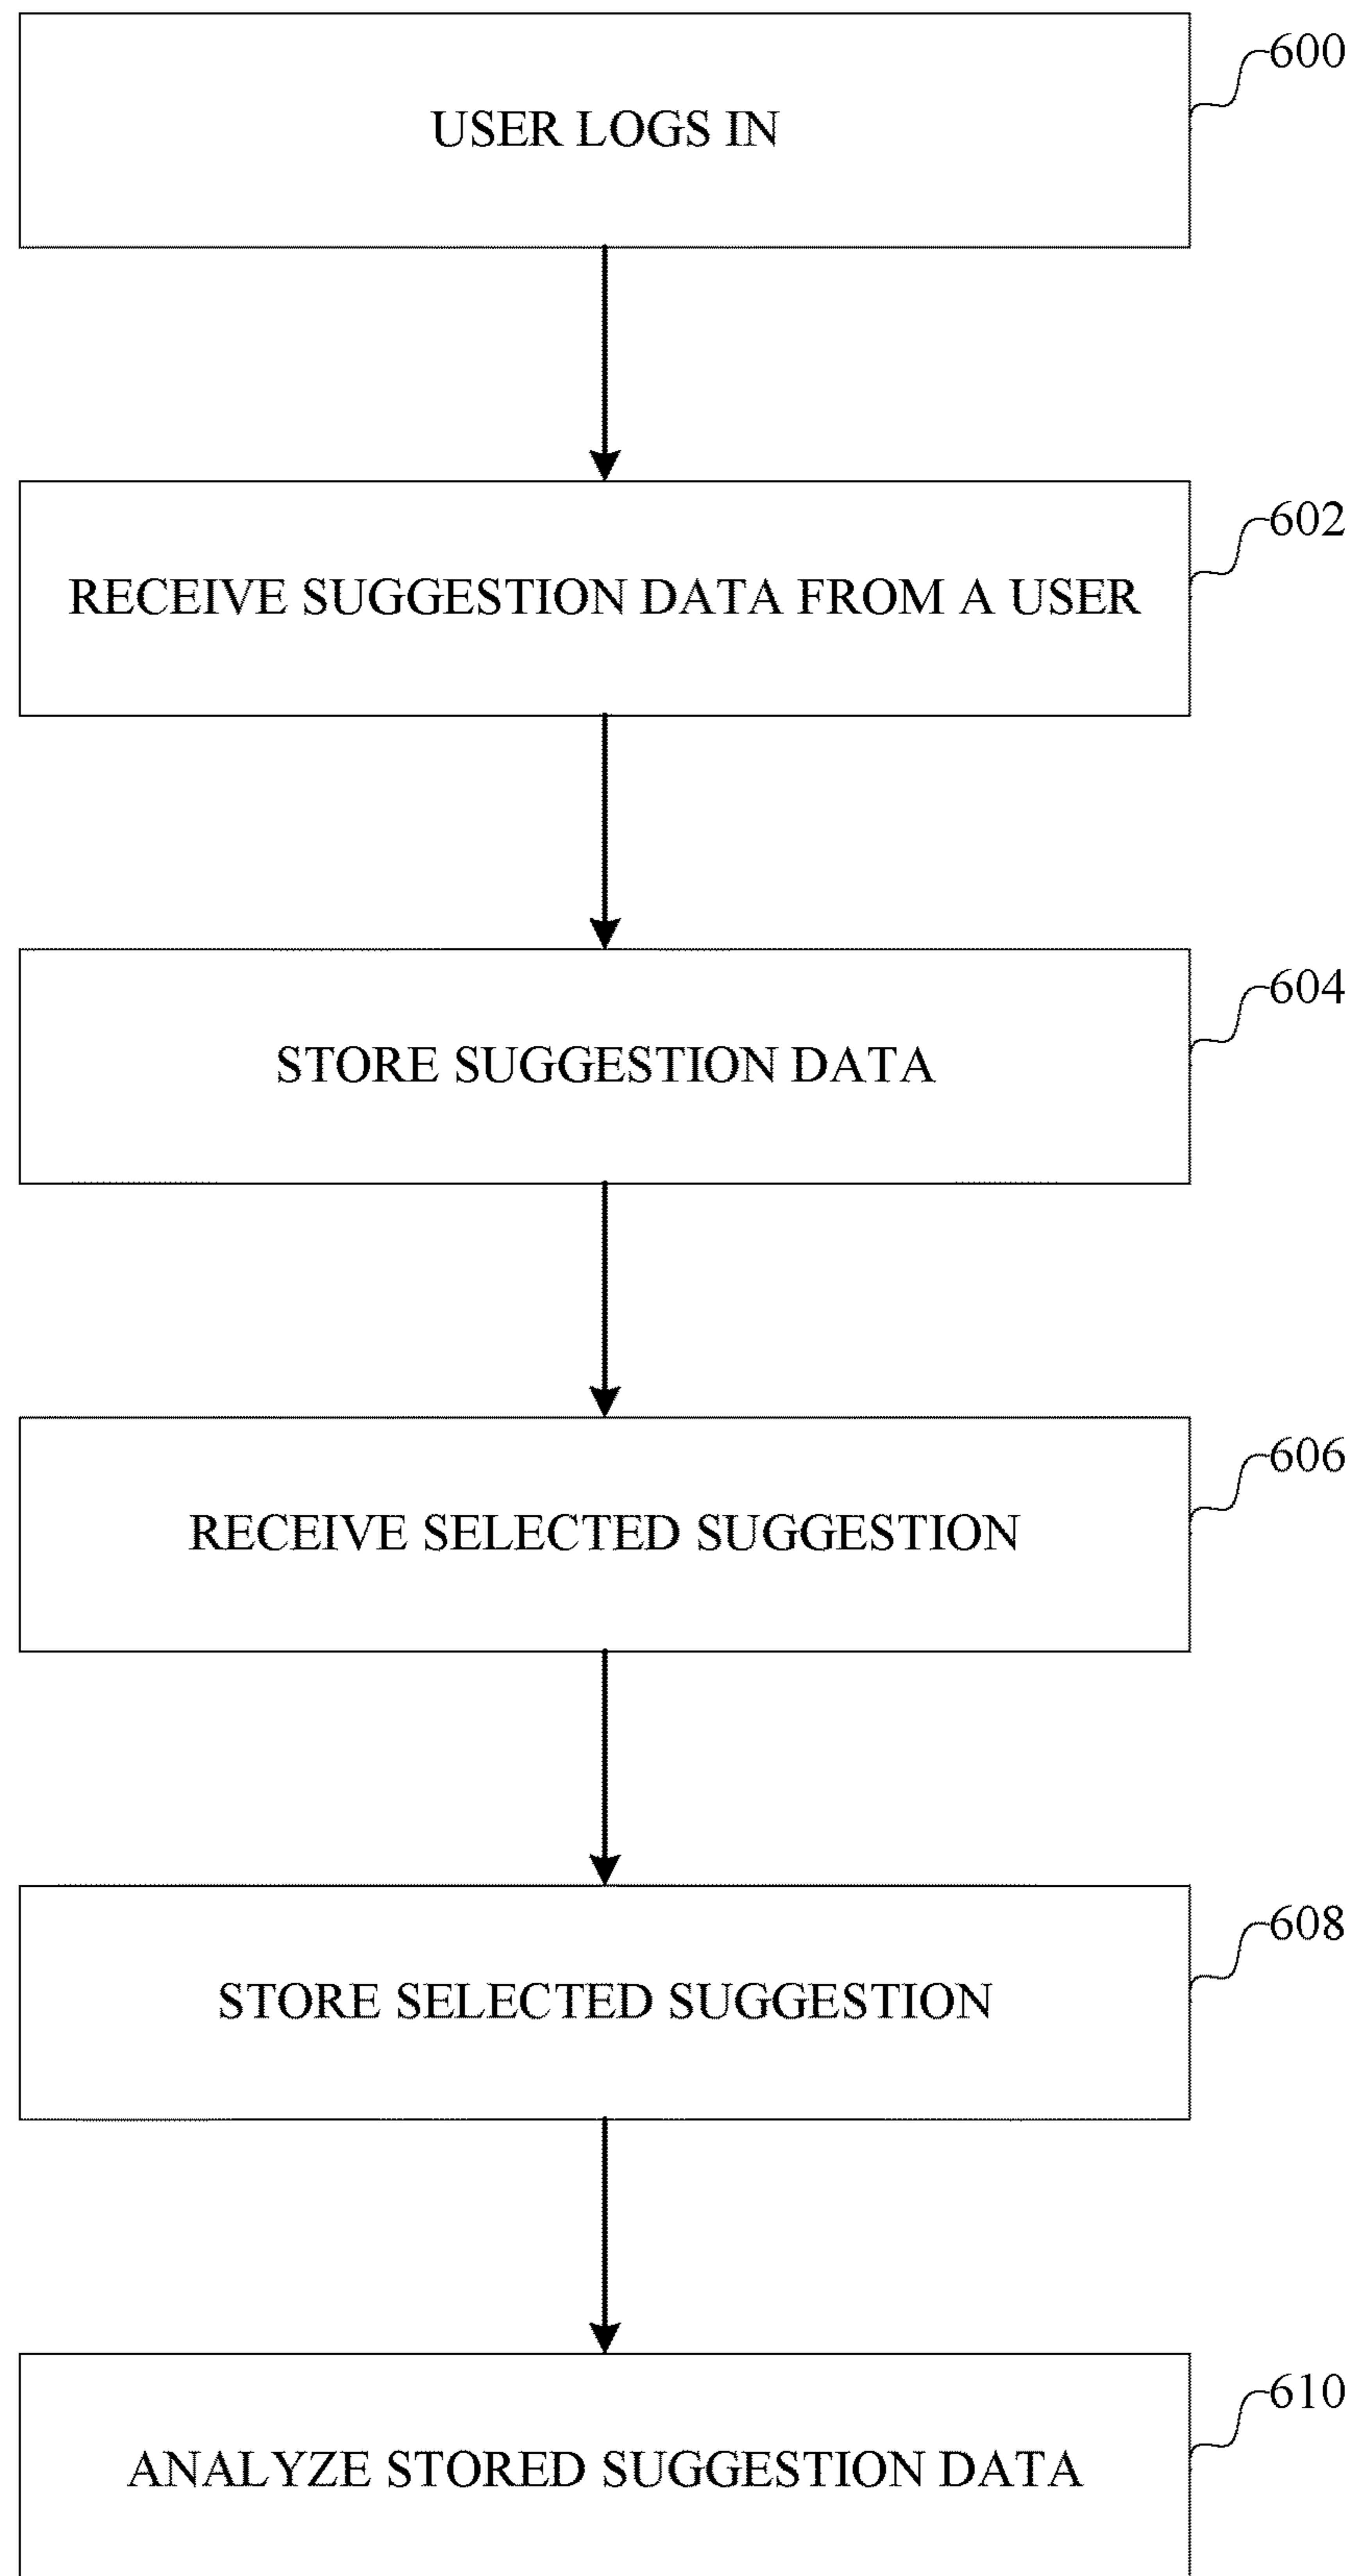 600
USER LOGS IN
602
RECEIVE SUGGESTION DATA FROM A USER
604
STORE SUGGESTION DATA
606
RECEIVE SELECTED SUGGESTION
608
STORE SELECTED SUGGESTION
610
ANALYZE STORED SUGGESTION DATA